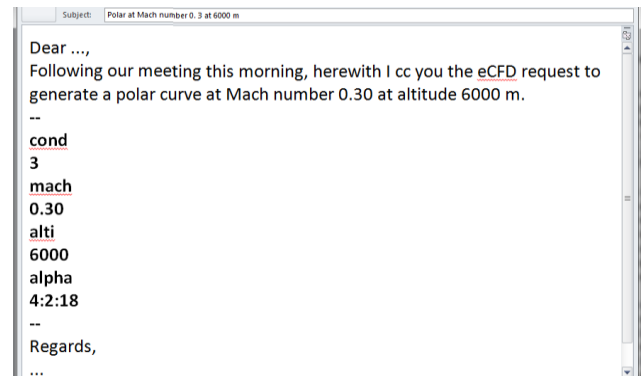 Subject: Polar at Mach number 0. 3 at 6000 m
Dear ...,
Following our meeting this morning, herewith I cc you the eCFD request to
generate a polar curve at Mach number 0.30 at altitude 6000 m.
--
cond
3
mach
0.30
alti
6000
alpha
4:2:18
--
Regards,
...